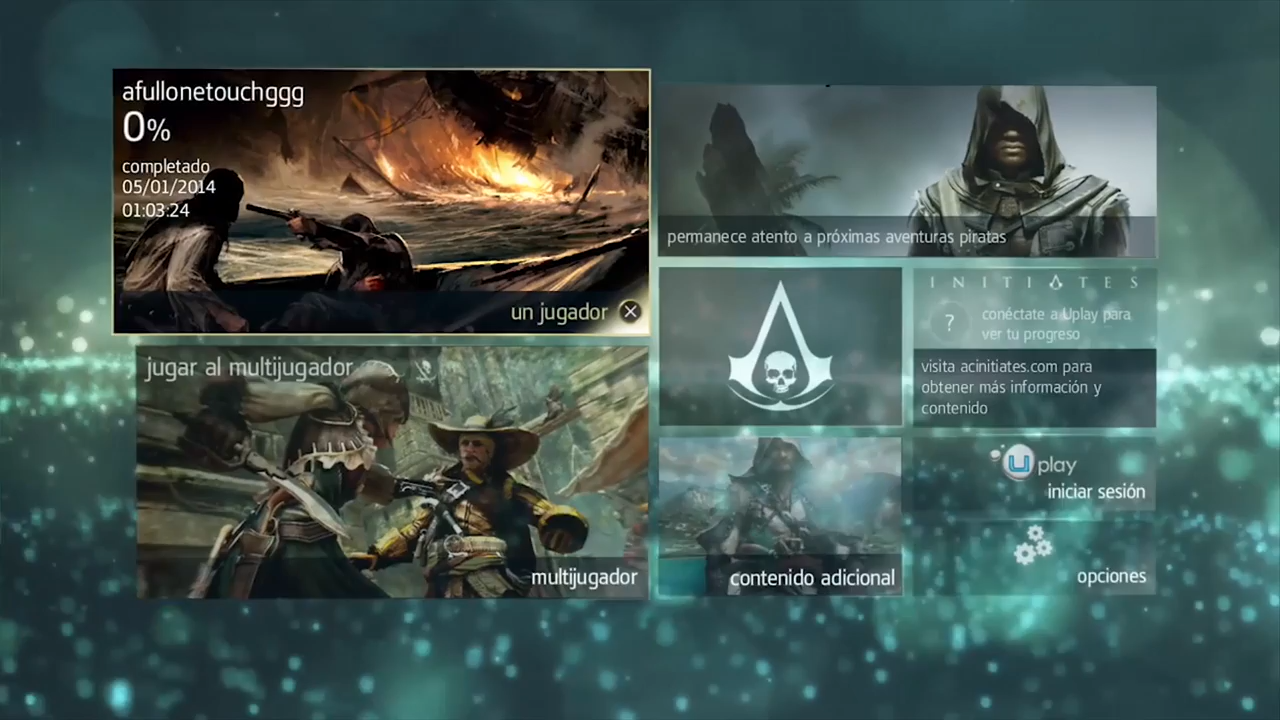 afullonetouchggg
0%
completado
05/01/2014
01:03:24
un jugador
permanece atento a próximas aventuras piratas
INITIATES
?
conéctate a Uplay para
ver tu progreso
visita acinitiates.com para
obtener más información y
contenido
jugar al multijugador
multijugador
contenido adicional
U play
iniciar sesión
opciones